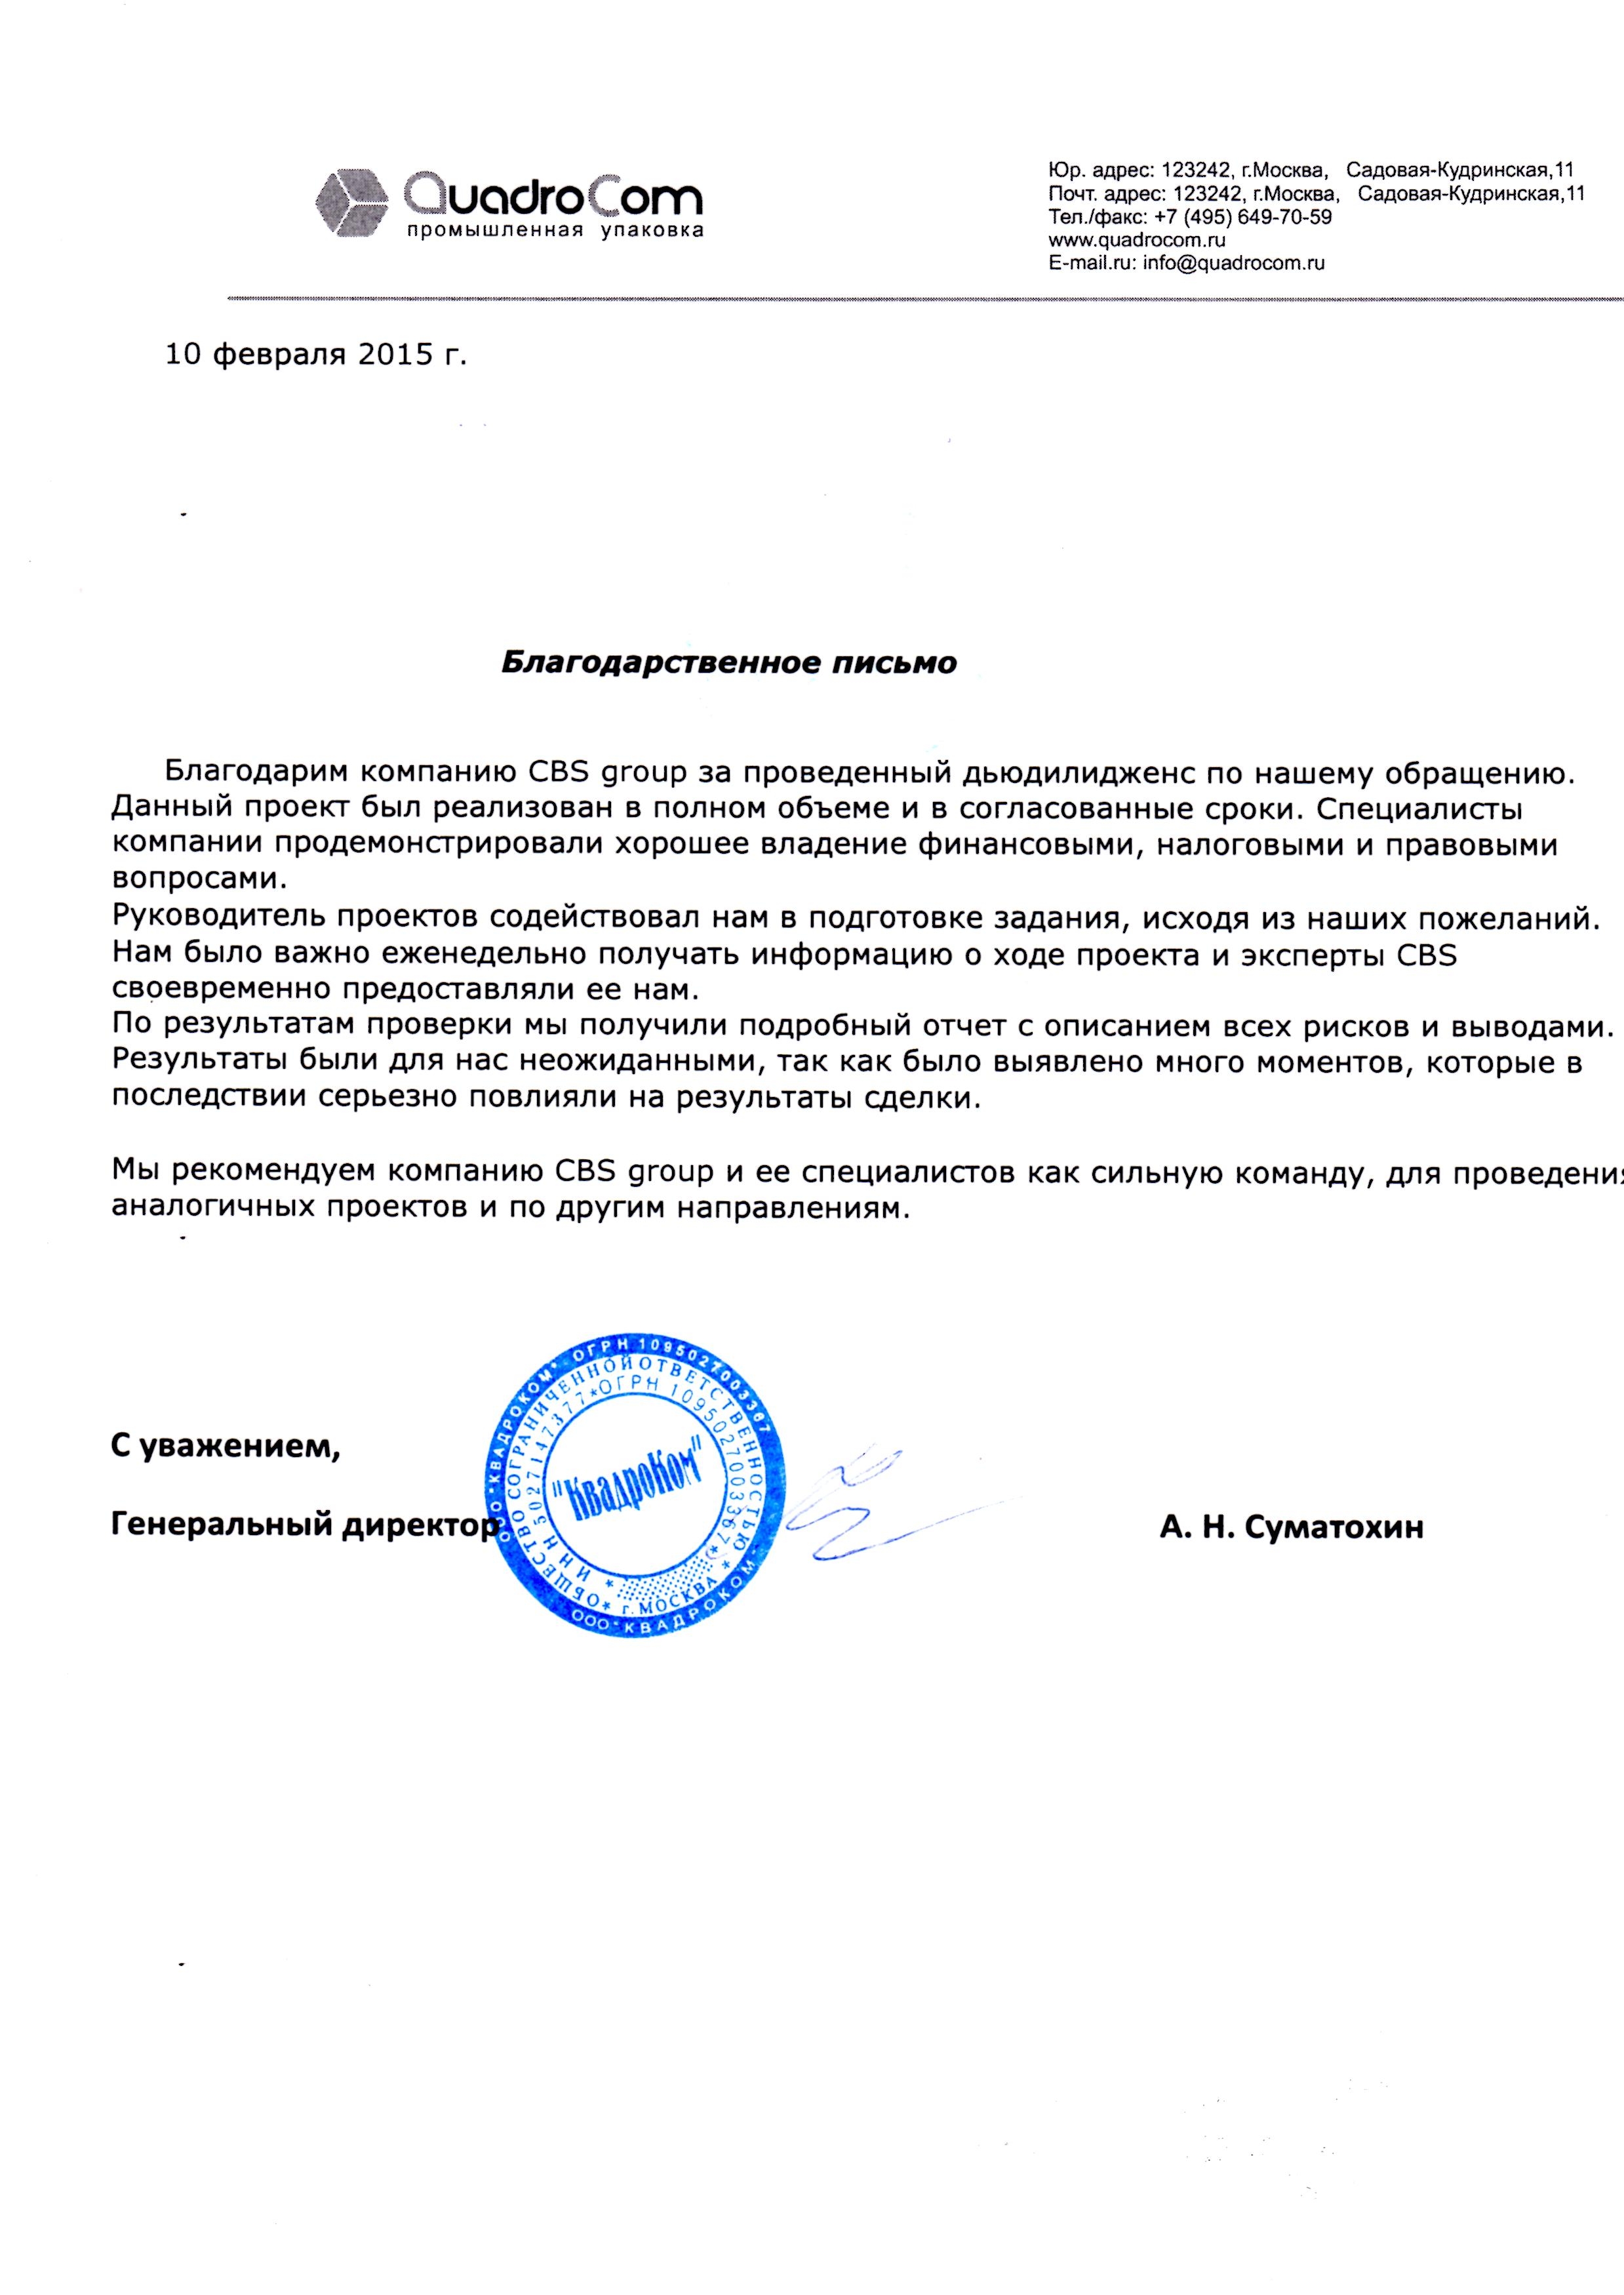 QuadroCom
промышленная упаковка
Юр. адрес: 123242, г.Москва, Садовая-Кудринская,11
Почт. адрес: 123242, г.Москва, Садовая-Кудринская,11
Тел./факс: +7 (495) 649-70-59
www.quadrocom.ru
E-mail.ru: info@quadrocom.ru
10 февраля 2015 г.
Благодарственное письмо
Благодарим компанию CBS group за проведенный дьюдилидженс по нашему обращению.
Данный проект был реализован в полном объеме и в согласованные сроки. Специалисты
компании продемонстрировали хорошее владение финансовыми, налоговыми и правовыми
вопросами.
Руководитель проектов содействовал нам в подготовке задания, исходя из наших пожеланий.
Нам было важно еженедельно получать информацию о ходе проекта и эксперты CBS
своевременно предоставляли ее нам.
По результатам проверки мы получили подробный отчет с описанием всех рисков и выводами.
Результаты были для нас неожиданными, так как было выявлено много моментов, которые в
последствии серьезно повлияли на результаты сделки.
Мы рекомендуем компанию CBS group и ее специалистов как сильную команду, для проведения
аналогичных проектов и по другим направлениям.
С уважением,
Генеральный директор
А. Н. Суматохин
ООО *КВАДРОКОМ* ОГРН 1095027003367
ООО *КВАДРОКОМ*
ОБЩЕСТВО С ОГРАНИЧЕННОЙ ОТВЕТСТВЕННОСТЬЮ * г. МОСКВА *
* ИНН 5027147377 * ОГРН 1095027003367 *
"КвадроКом"